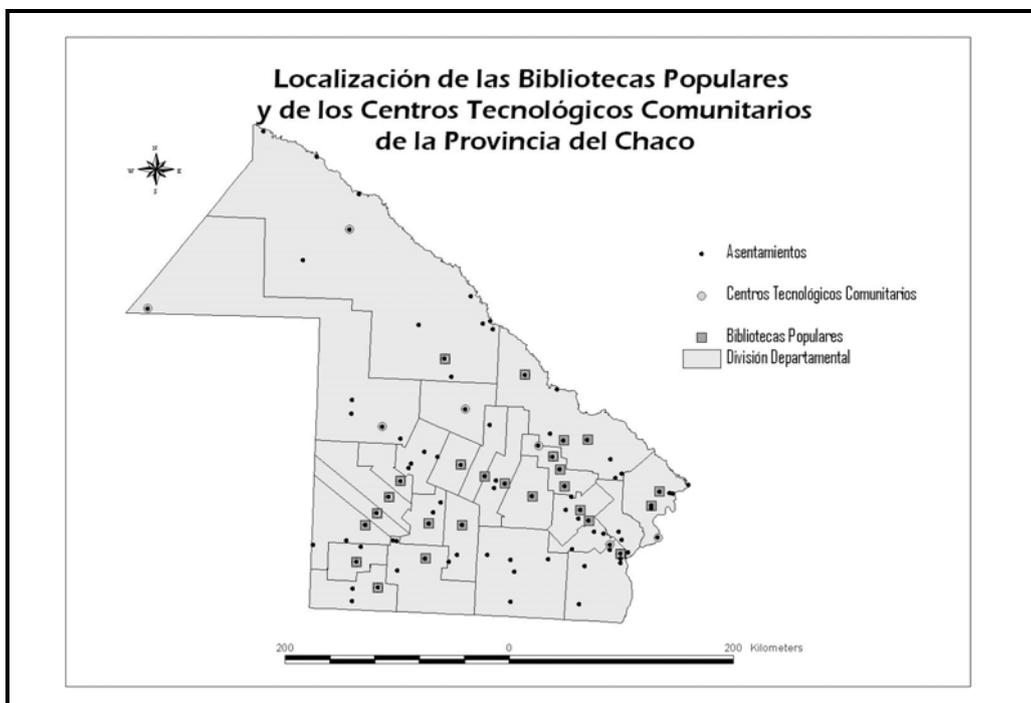 Localización de las Bibliotecas Populares
y de los Centros Tecnológicos Comunitarios
de la Provincia del Chaco
N
W E
S
Asentamientos
Centros Tecnológicos Comunitarios
Bibliotecas Populares
División Departamental
200 0 200 Kilometers